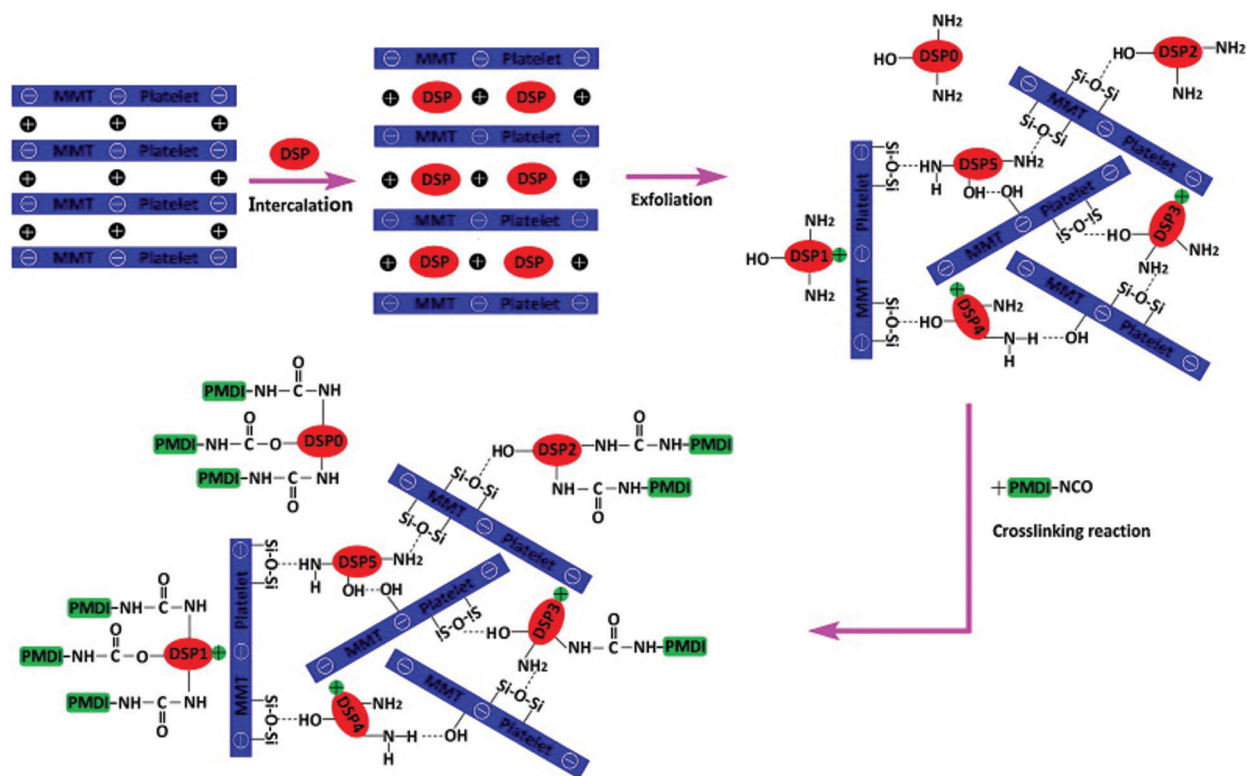 ⊖ MMT ⊖ Platelet ⊖
+ + +
⊖ MMT ⊖ Platelet ⊖
+ + +
⊖ MMT ⊖ Platelet ⊖
+ + +
⊖ MMT ⊖ Platelet ⊖
DSP
Intercalation
⊖ MMT ⊖ Platelet ⊖
+ DSP + DSP +
⊖ MMT ⊖ Platelet ⊖
+ DSP + DSP +
⊖ MMT ⊖ Platelet ⊖
+ DSP + DSP +
⊖ MMT ⊖ Platelet ⊖
Exfoliation
NH2
HO DSP0
NH2
HO DSP2 NH2
NH2
Si-O-Si
MMT ⊖ Platelet ⊖
Si-O-Si
Si-O-Si
HN DSP5 NH2
H
OH OH
⊖ MMT ⊖ Platelet ⊖
NH2
HO DSP1 +
NH2
⊖ MMT ⊖ Platelet ⊖
Si-O-Si
+
HO DSP3 NH2
NH2
Si-O-Si
MMT ⊖ Platelet ⊖
Si-O-Si
+
HO DSP4 NH2
N-H OH
H
+ PMDI -NCO
Crosslinking reaction
O
PMDI -NH-C-NH
O
PMDI -NH-C-O DSP0
PMDI -NH-C-NH
O
O
HO DSP2 -NH-C-NH- PMDI
NH-C-NH- PMDI
O
Si-O-Si
MMT ⊖ Platelet ⊖
Si-O-Si
Si-O-Si
HN DSP5 NH2
H
OH OH
⊖ MMT ⊖ Platelet ⊖
O
PMDI -NH-C-NH
O
PMDI -NH-C-O DSP1 +
PMDI -NH-C-NH
O
⊖ MMT ⊖ Platelet ⊖
Si-O-Si
+
HO DSP3
O
NH-C-NH- PMDI
NH2
Si-O-Si
MMT ⊖ Platelet ⊖
Si-O-Si
+
HO DSP4 NH2
N-H OH
H